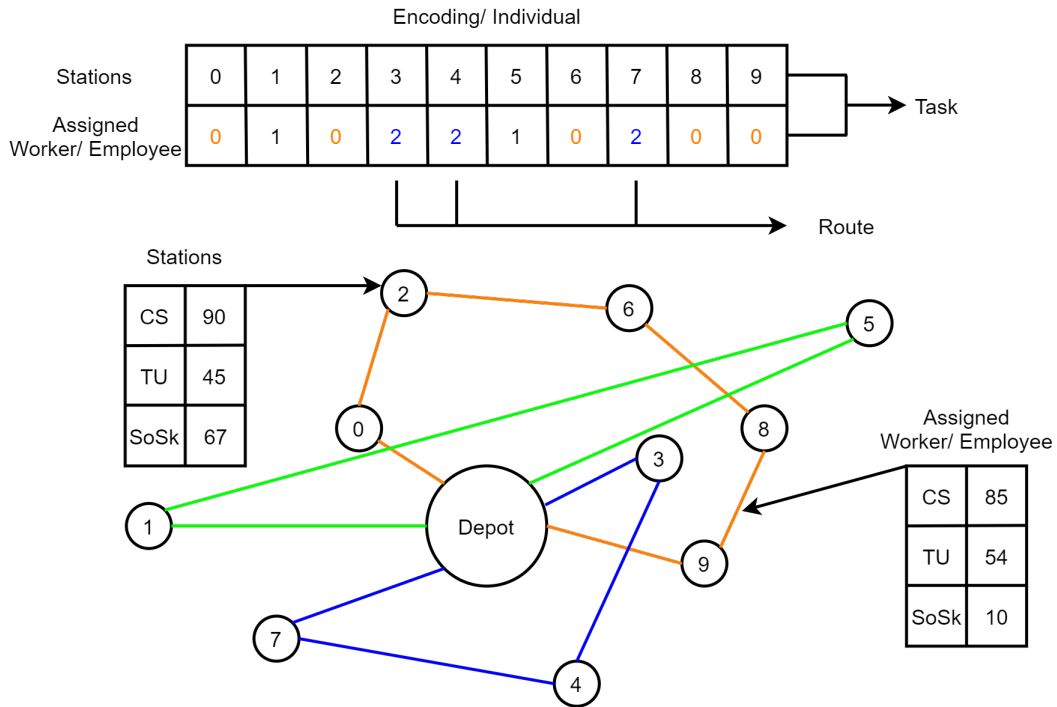 Encoding/ Individual
Stations 0 1 2 3 4 5 6 7 8 9
Task
Assigned
Worker/ Employee 0 1 0 2 2 1 0 2 0 0
Route
Stations
CS 90
TU 45
SoSk 67
2
6
5
0
8
3
1
Depot
9
7
4
Assigned
Worker/ Employee
CS 85
TU 54
SoSk 10